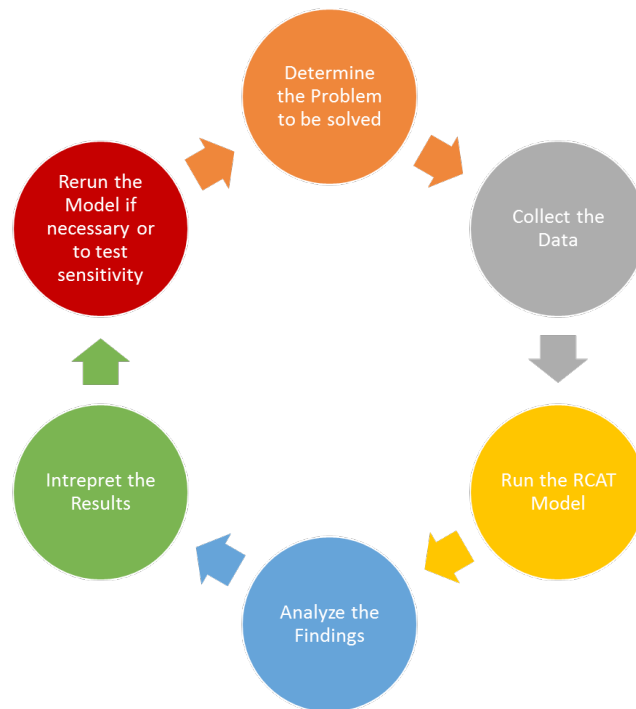 Determine
the Problem
to be solved
Collect the
Data
Run the RCAT
Model
Analyze the
Findings
Intrepret the
Results
Rerun the
Model if
necessary or
to test
sensitivity